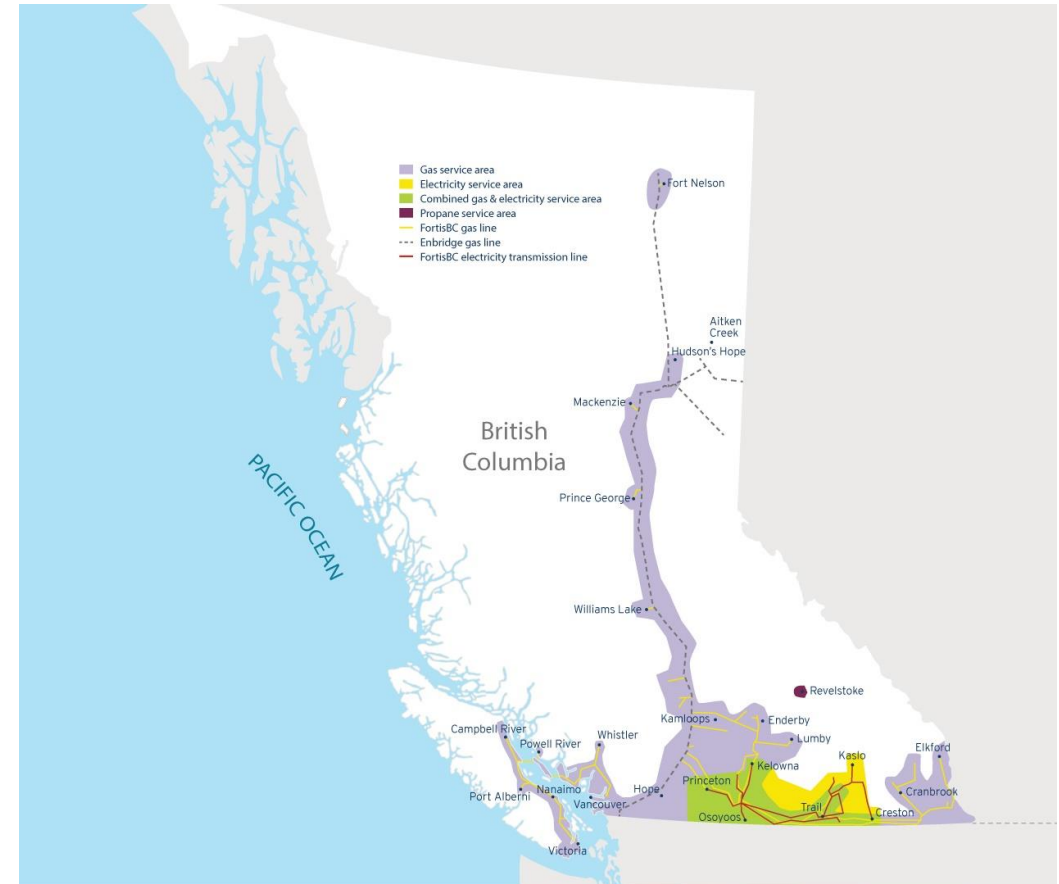 Gas service area
Electricity service area
Combined gas & electricity service area
Propane service area
FortisBC gas line
Enbridge gas line
FortisBC electricity transmission line
Fort Nelson
Aitken
Creek
Hudson's Hope
Mackenzie
British
Columbia
PACIFIC OCEAN
Prince George
Williams Lake
Revelstoke
Kamloops
Enderby
Campbell River
Powell River
Whistler
Lumby
Elkford
Kaslo
Kelowna
Princeton
Hope
Port Alberni
Nanaimo
Vancouver
Cranbrook
Osoyoos
Trail
Creston
Victoria